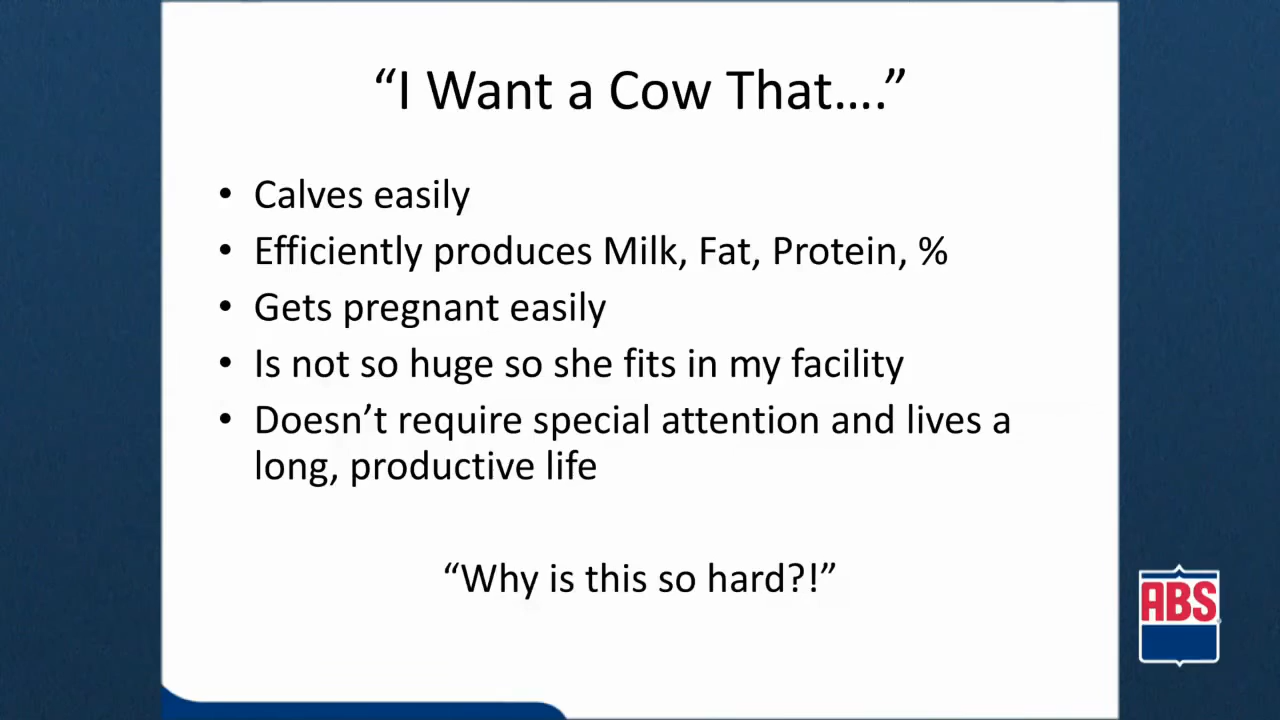 “I Want a Cow That....”
• Calves easily
• Efficiently produces Milk, Fat, Protein, %
• Gets pregnant easily
• Is not so huge so she fits in my facility
• Doesn’t require special attention and lives a
long, productive life
“Why is this so hard?!”
ABS